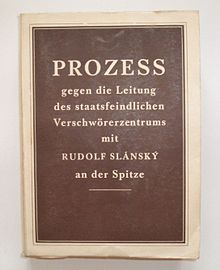 PROZESS
gegen die Leitung
des staatsfeindlichen
Verschwörerzentrums
mit
RUDOLF SLÁNSKÝ
an der Spitze